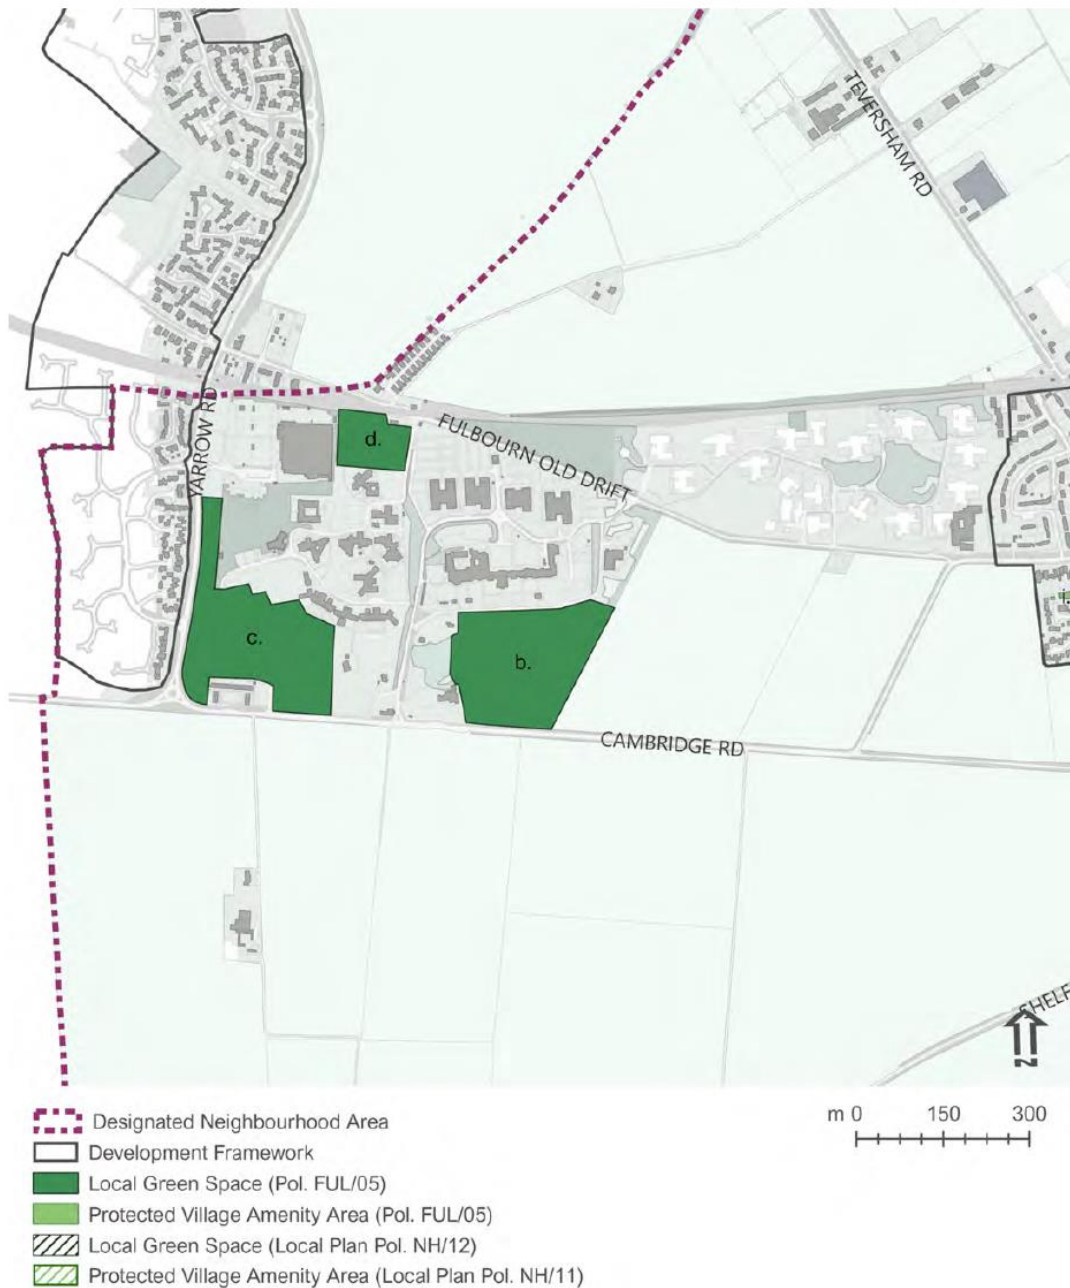 TEVERSHAM RD
YARROW RD
d.
FULBOURN OLD DRIFT
c.
b.
CAMBRIDGE RD
SHELF
N
Designated Neighbourhood Area
m 0 150 300
Development Framework
Local Green Space (Pol. FUL/05)
Protected Village Amenity Area (Pol. FUL/05)
Local Green Space (Local Plan Pol. NH/12)
Protected Village Amenity Area (Local Plan Pol. NH/11)